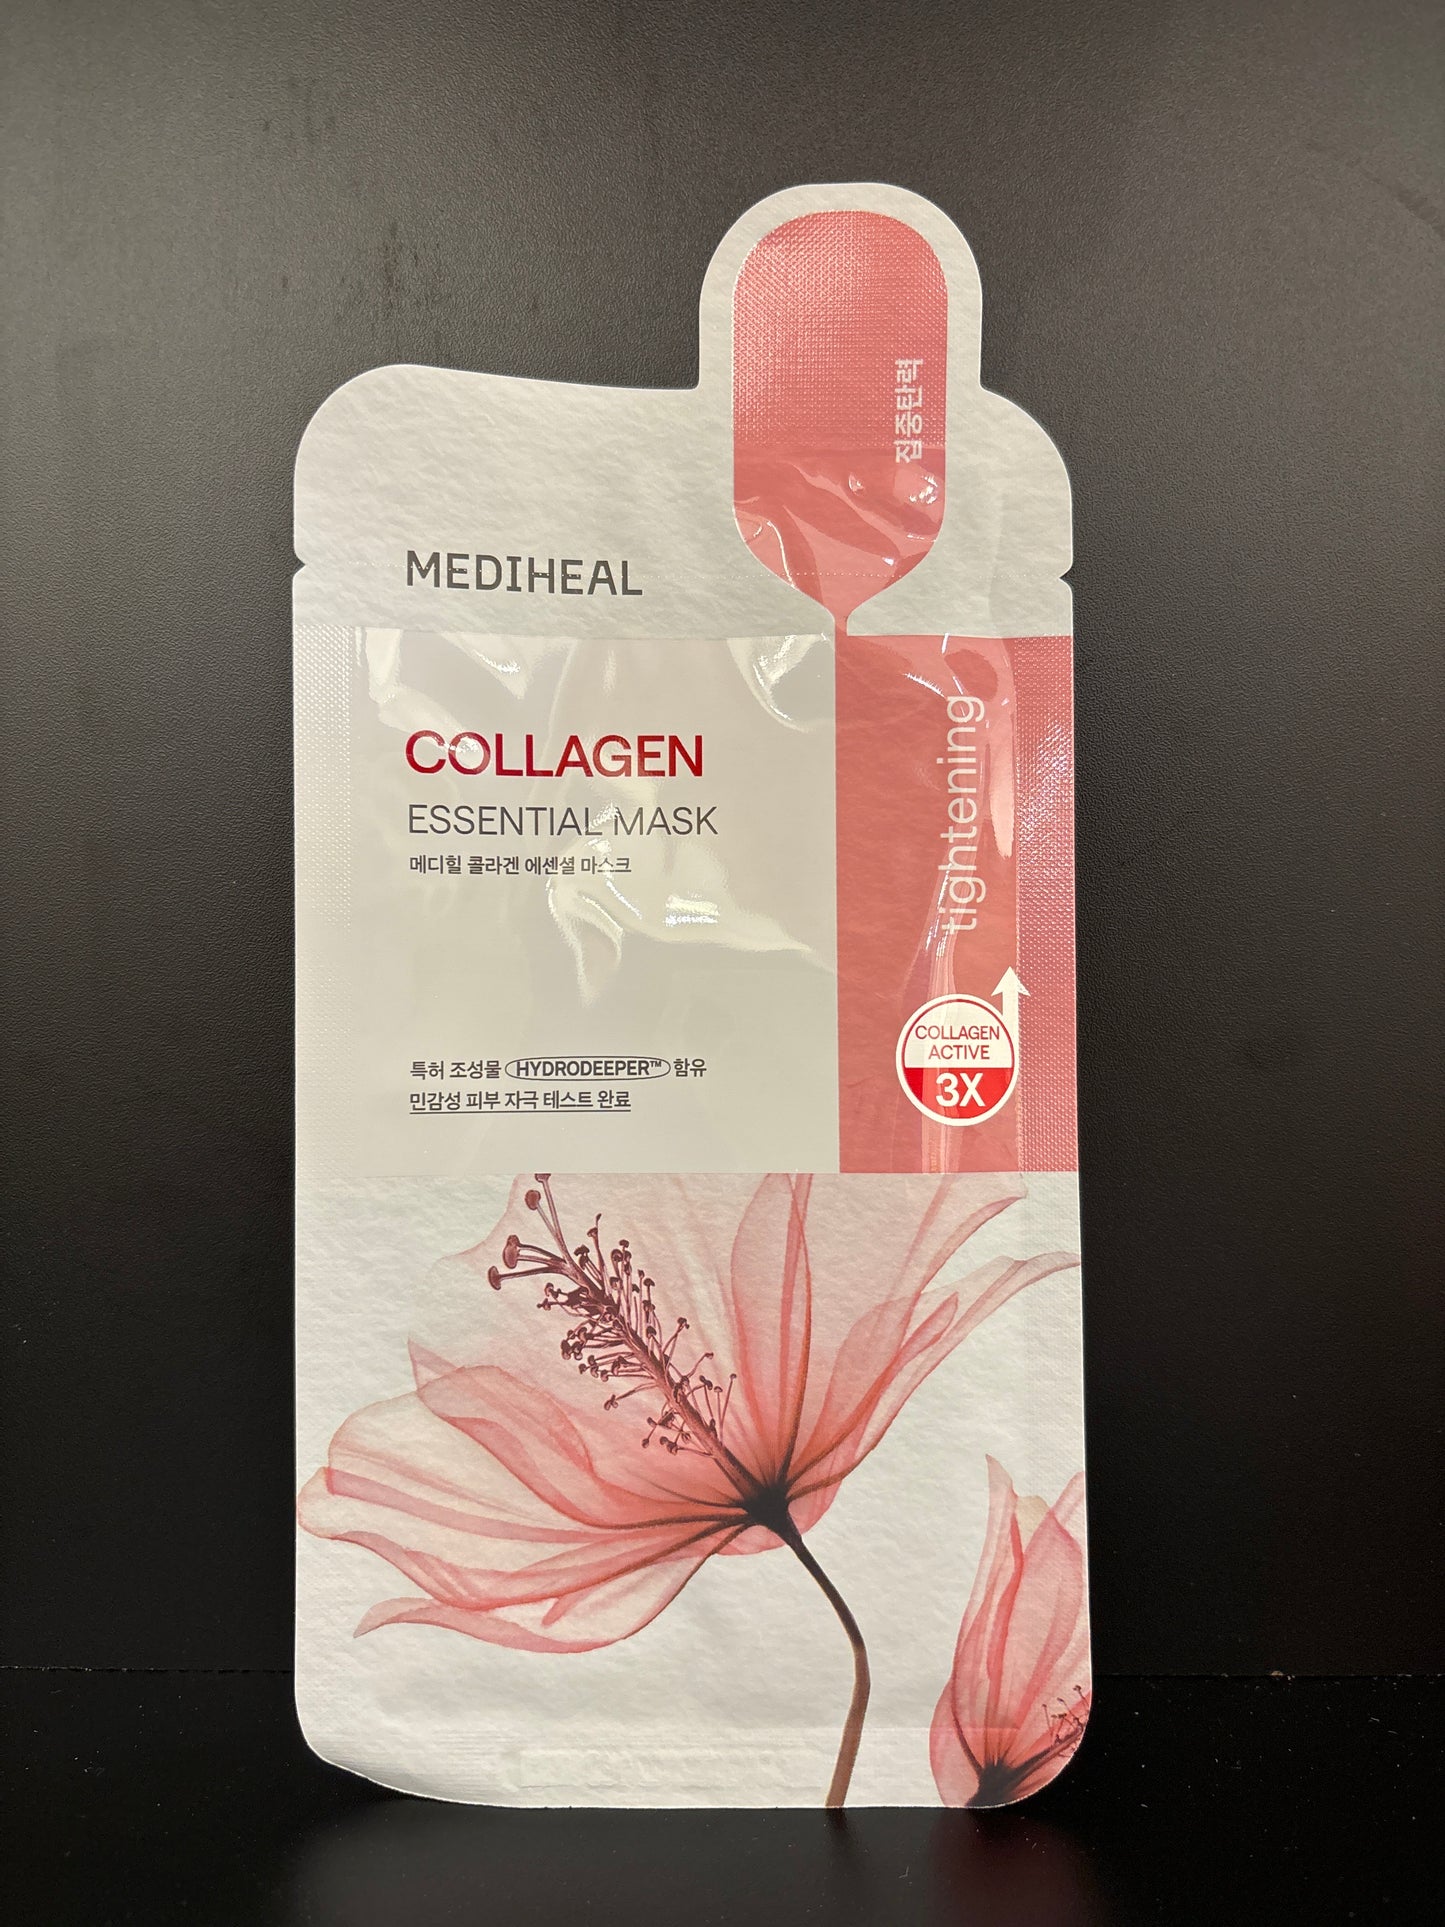 집중탄력
MEDIHEAL
COLLAGEN
ESSENTIAL MASK
메디힐 콜라겐 에센셜 마스크
tightening
COLLAGEN
ACTIVE
3X
특허 조성물 HYDRODEEPER™ 함유
민감성 피부 자극 테스트 완료